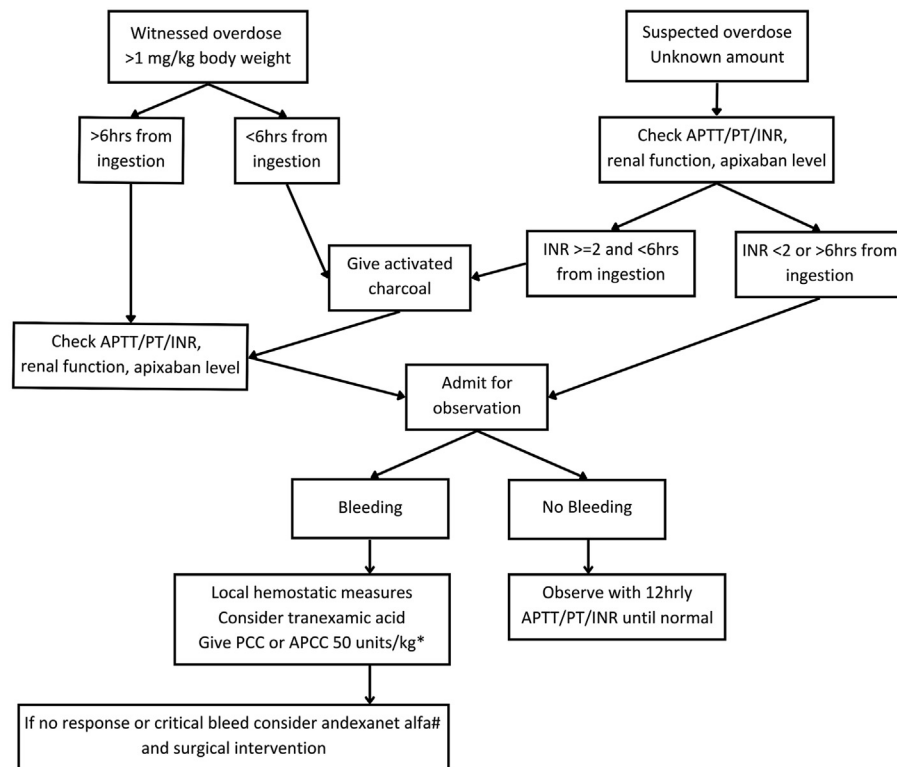 Witnessed overdose
>1 mg/kg body weight
Suspected overdose
Unknown amount
>6hrs from
ingestion
<6hrs from
ingestion
Check APTT/PT/INR,
renal function, apixaban level
Give activated
charcoal
INR >=2 and <6hrs
from ingestion
INR <2 or >6hrs from
ingestion
Check APTT/PT/INR,
renal function, apixaban level
Admit for
observation
Bleeding
No Bleeding
Local hemostatic measures
Consider tranexamic acid
Give PCC or APCC 50 units/kg*
Observe with 12hrly
APTT/PT/INR until normal
If no response or critical bleed consider andexanet alfa#
and surgical intervention